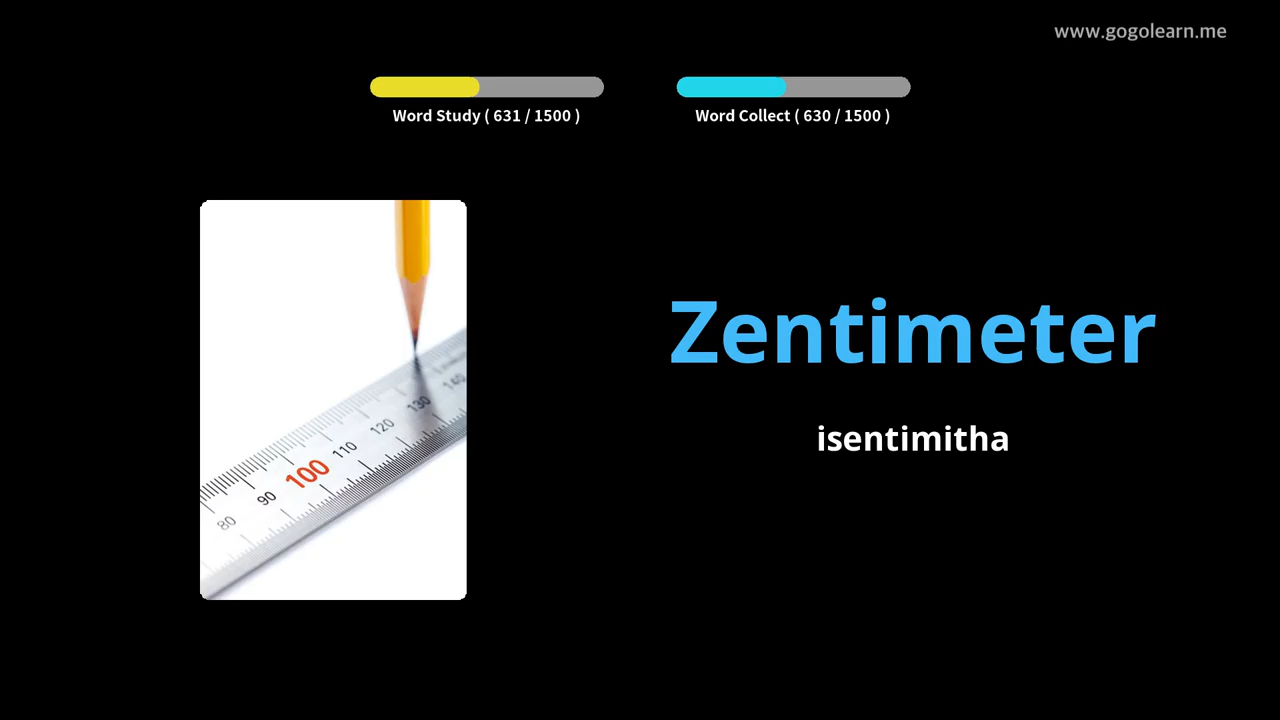 www.gogolearn.me
Word Study ( 631 / 1500 )
Word Collect ( 630 / 1500 )
Zentimeter
isentimitha
80
90
100
110
120
130
140